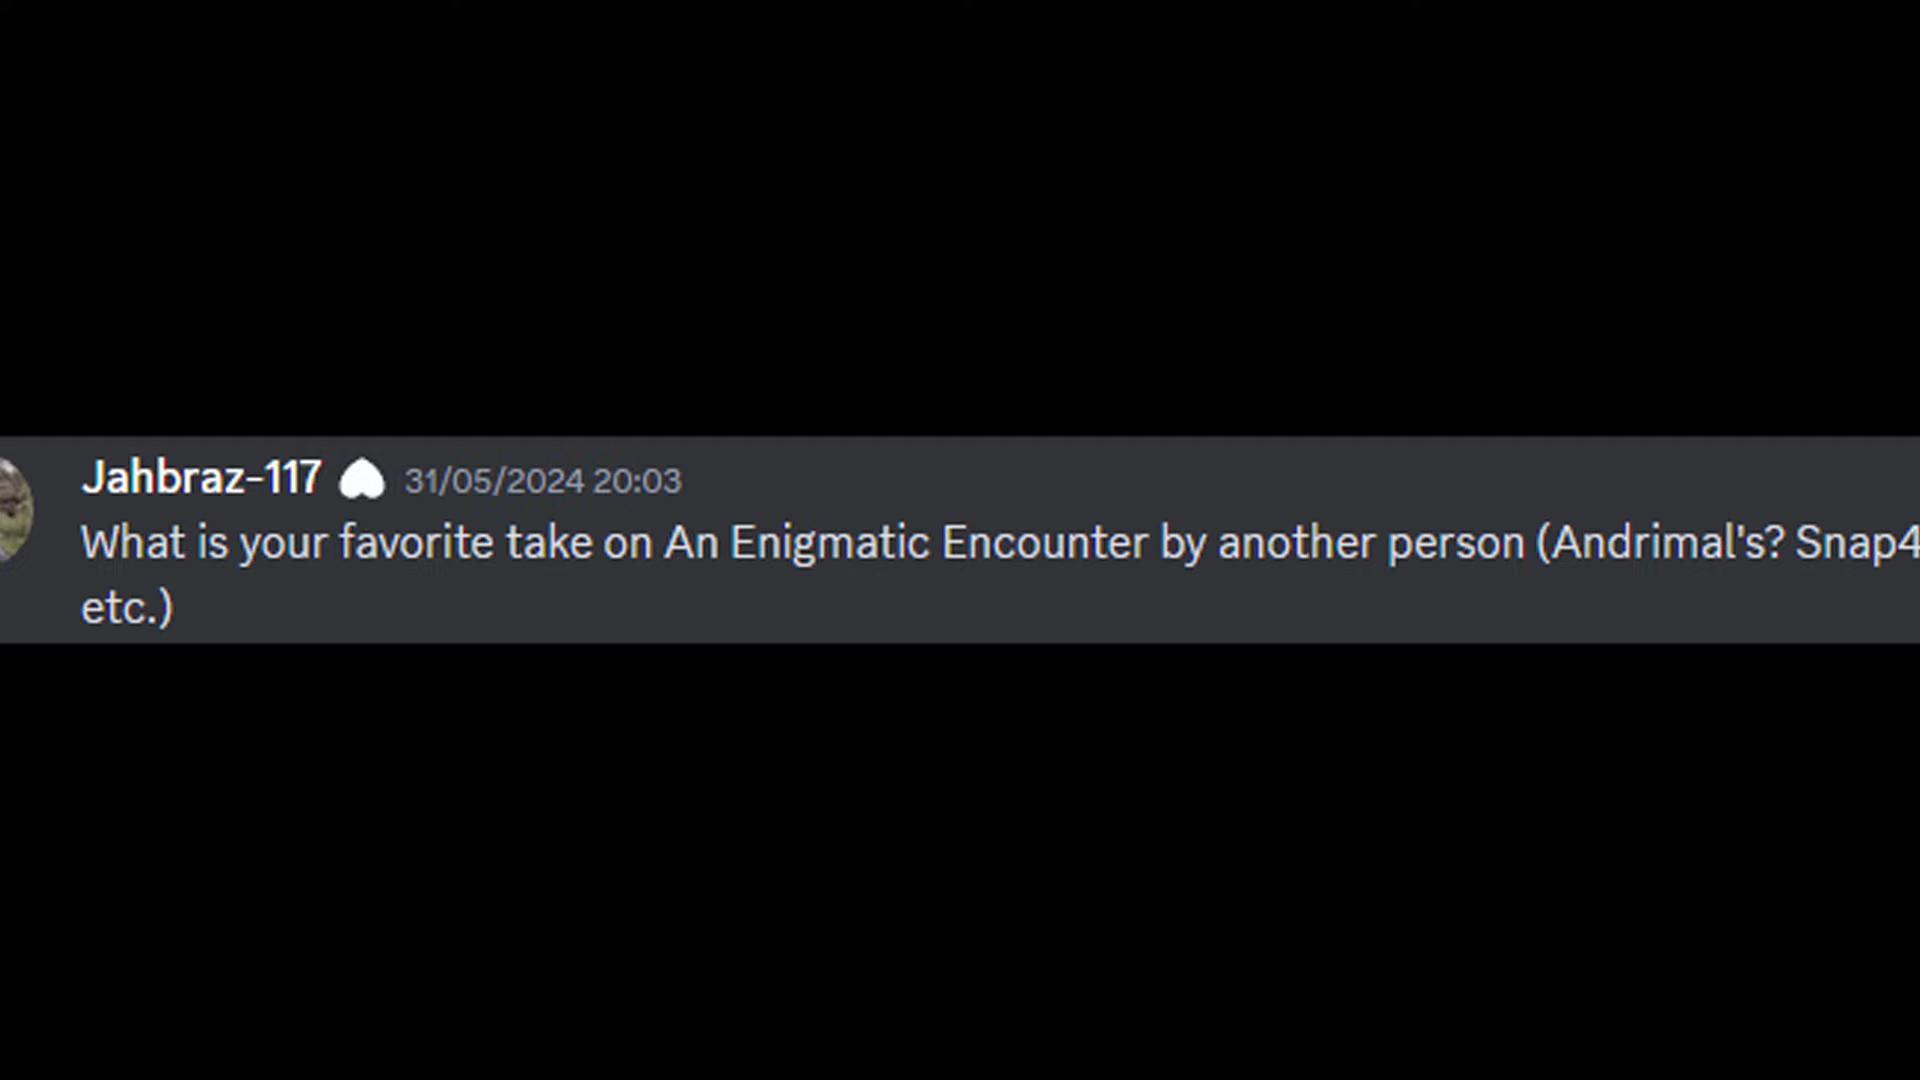 Jahbraz-117 31/05/2024 20:03
What is your favorite take on An Enigmatic Encounter by another person (Andrimal's? Snap4
etc.)